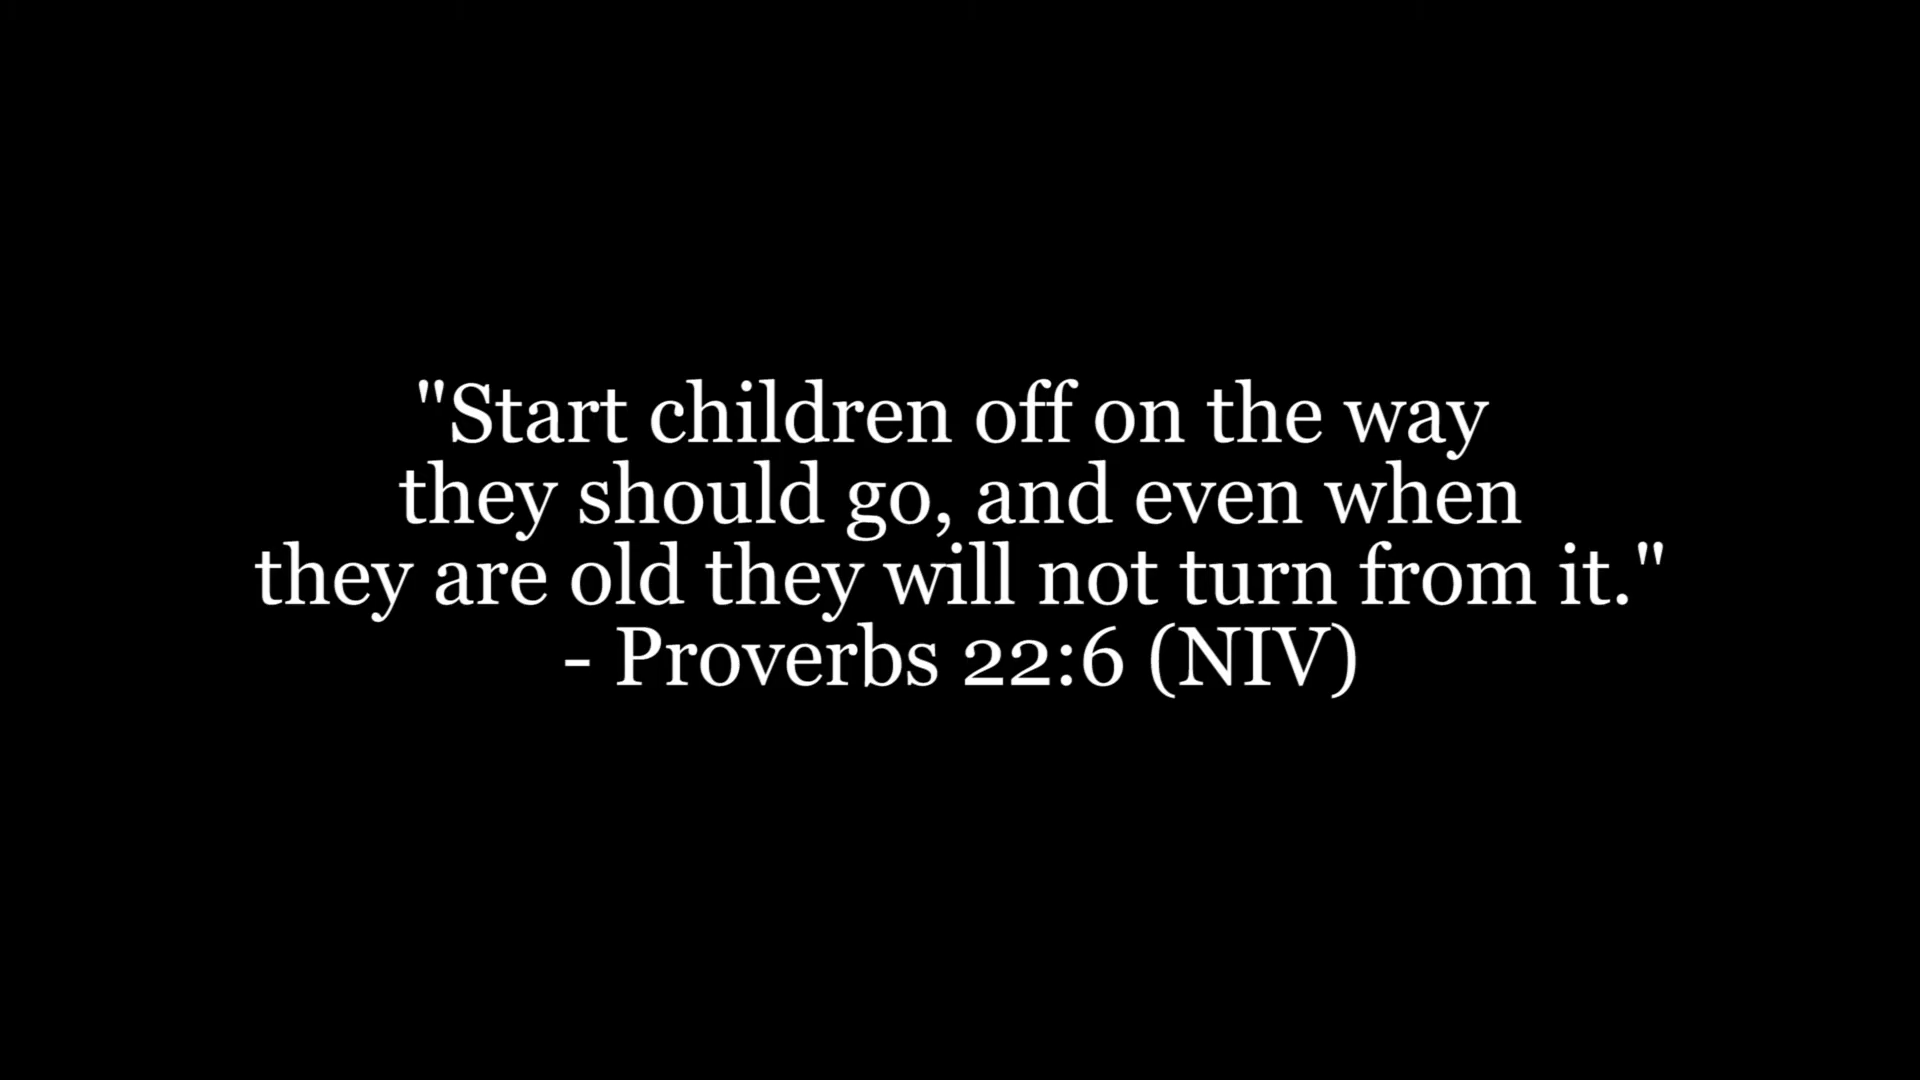 "Start children off on the way
they should go, and even when
they are old they will not turn from it."
- Proverbs 22:6 (NIV)